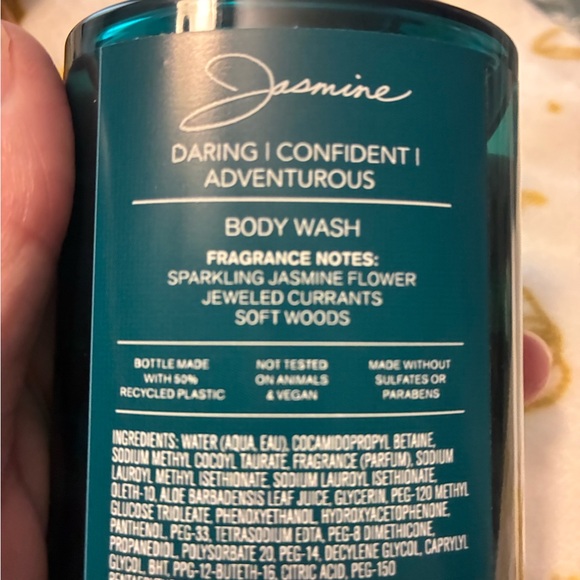 Jasmine
DARING | CONFIDENT |
ADVENTUROUS
BODY WASH
FRAGRANCE NOTES:
SPARKLING JASMINE FLOWER
JEWELED CURRANTS
SOFT WOODS
BOTTLE MADE
WITH 50%
RECYCLED PLASTIC
NOT TESTED
ON ANIMALS
& VEGAN
MADE WITHOUT
SULFATES OR
PARABENS
INGREDIENTS: WATER (AQUA, EAU), COCAMIDOPROPYL BETAINE,
SODIUM METHYL COCOYL TAURATE, FRAGRANCE (PARFUM), SODIUM
LAUROYL METHYL ISETHIONATE, SODIUM LAUROYL ISETHIONATE,
OLETH-10, ALOE BARBADENSIS LEAF JUICE, GLYCERIN, PEG-120 METHYL
GLUCOSE TRIOLEATE, PHENOXYETHANOL, HYDROXYACETOPHENONE,
PANTHENOL, PEG-33, TETRASODIUM EDTA, PEG-8 DIMETHICONE,
PROPANEDIOL, POLYSORBATE 20, PEG-14, DECYLENE GLYCOL, CAPRYLYL
GLYCOL, BHT, PPG-12-BUTETH-16, CITRIC ACID, PEG-150